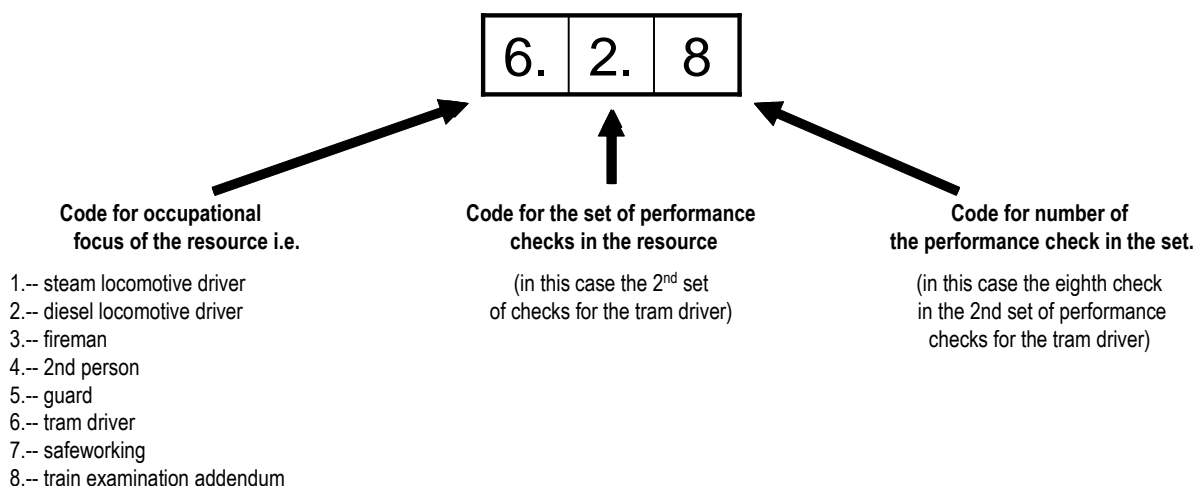 6. 2. 8
Code for occupational
focus of the resource i.e.
1.-- steam locomotive driver
2.-- diesel locomotive driver
3.-- fireman
4.-- 2nd person
5.-- guard
6.-- tram driver
7.-- safeworking
8.-- train examination addendum
Code for the set of performance
checks in the resource
(in this case the 2nd set
of checks for the tram driver)
Code for number of
the performance check in the set.
(in this case the eighth check
in the 2nd set of performance
checks for the tram driver)